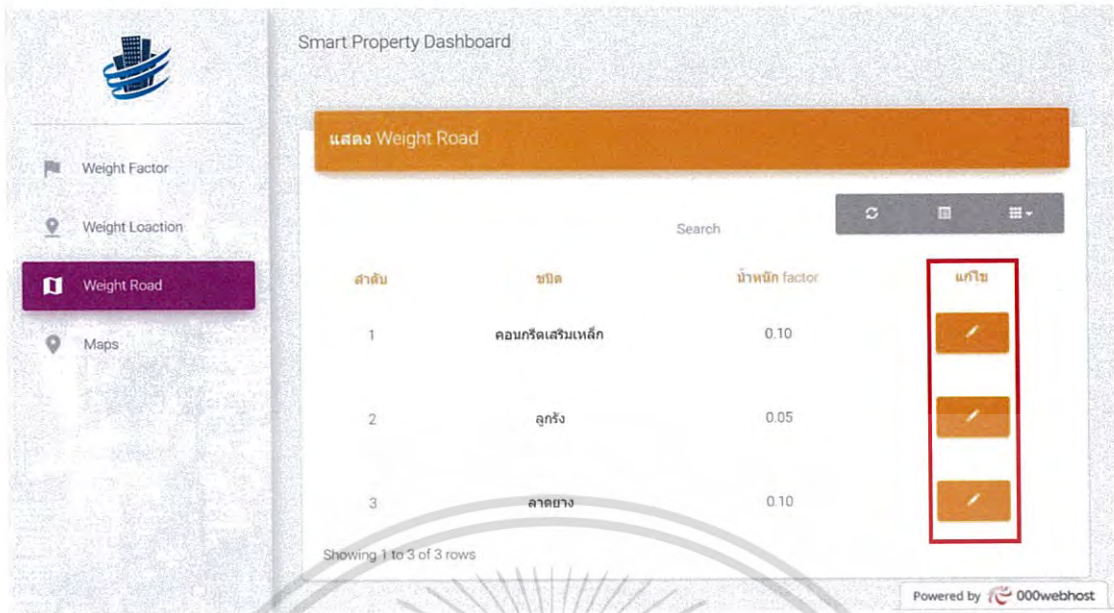 Smart Property Dashboard
แสดง Weight Road
Weight Factor
Weight Loaction
Weight Road
Maps
Search
ลำดับ ชนิด น้ำหนัก factor แก้ไข
1 คอนกรีตเสริมเหล็ก 0.10
2 ลูกรัง 0.05
3 ลาดยาง 0.10
Showing 1 to 3 of 3 rows
Powered by 000webhost